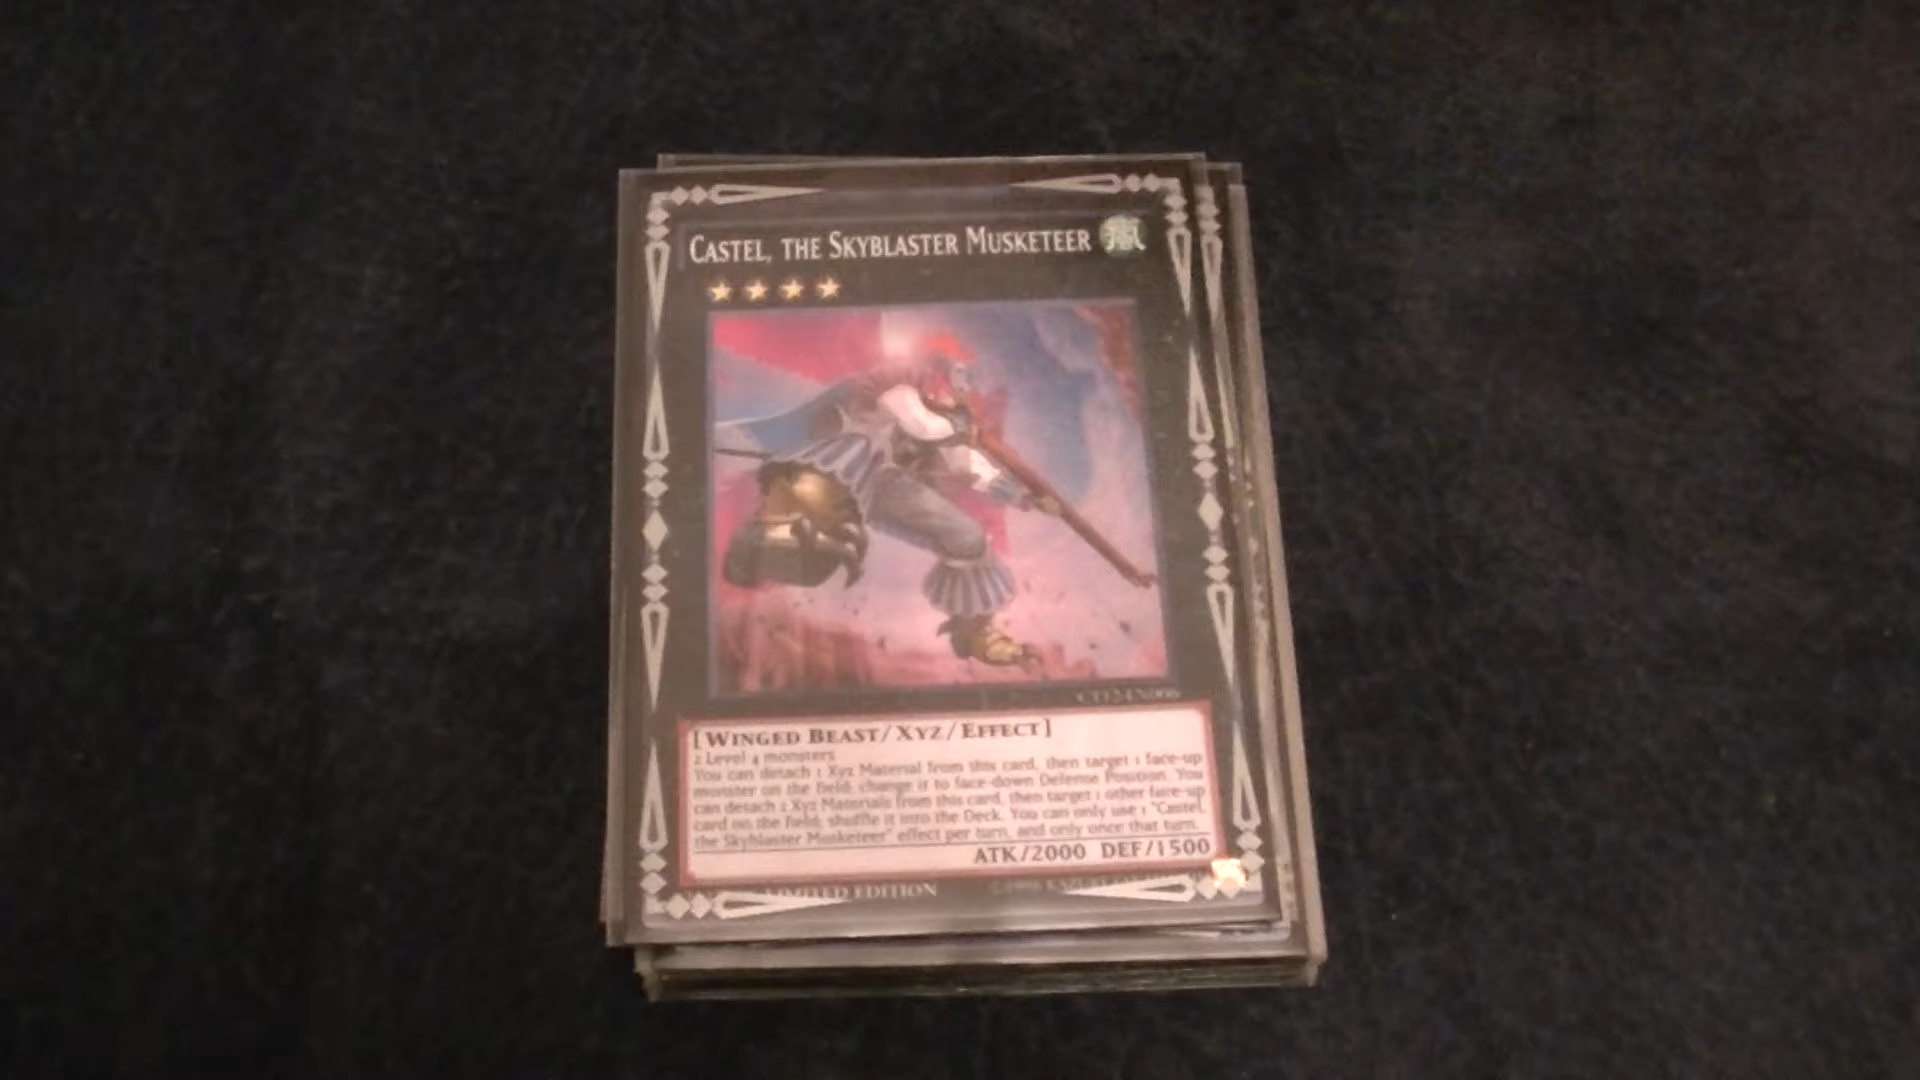 CASTEL, THE SKYBLASTER MUSKETEER 風
CT12-EN006
[WINGED BEAST/XYZ/EFFECT]
2 Level 4 monsters
You can detach 1 Xyz Material from this card, then target 1 face-up
monster on the field; change it to face-down Defense Position. You
can detach 2 Xyz Materials from this card, then target 1 other face-up
card on the field; shuffle it into the Deck. You can only use 1 "Castel,
the Skyblaster Musketeer" effect per turn, and only once that turn.
ATK/2000 DEF/1500
LIMITED EDITION ©1996